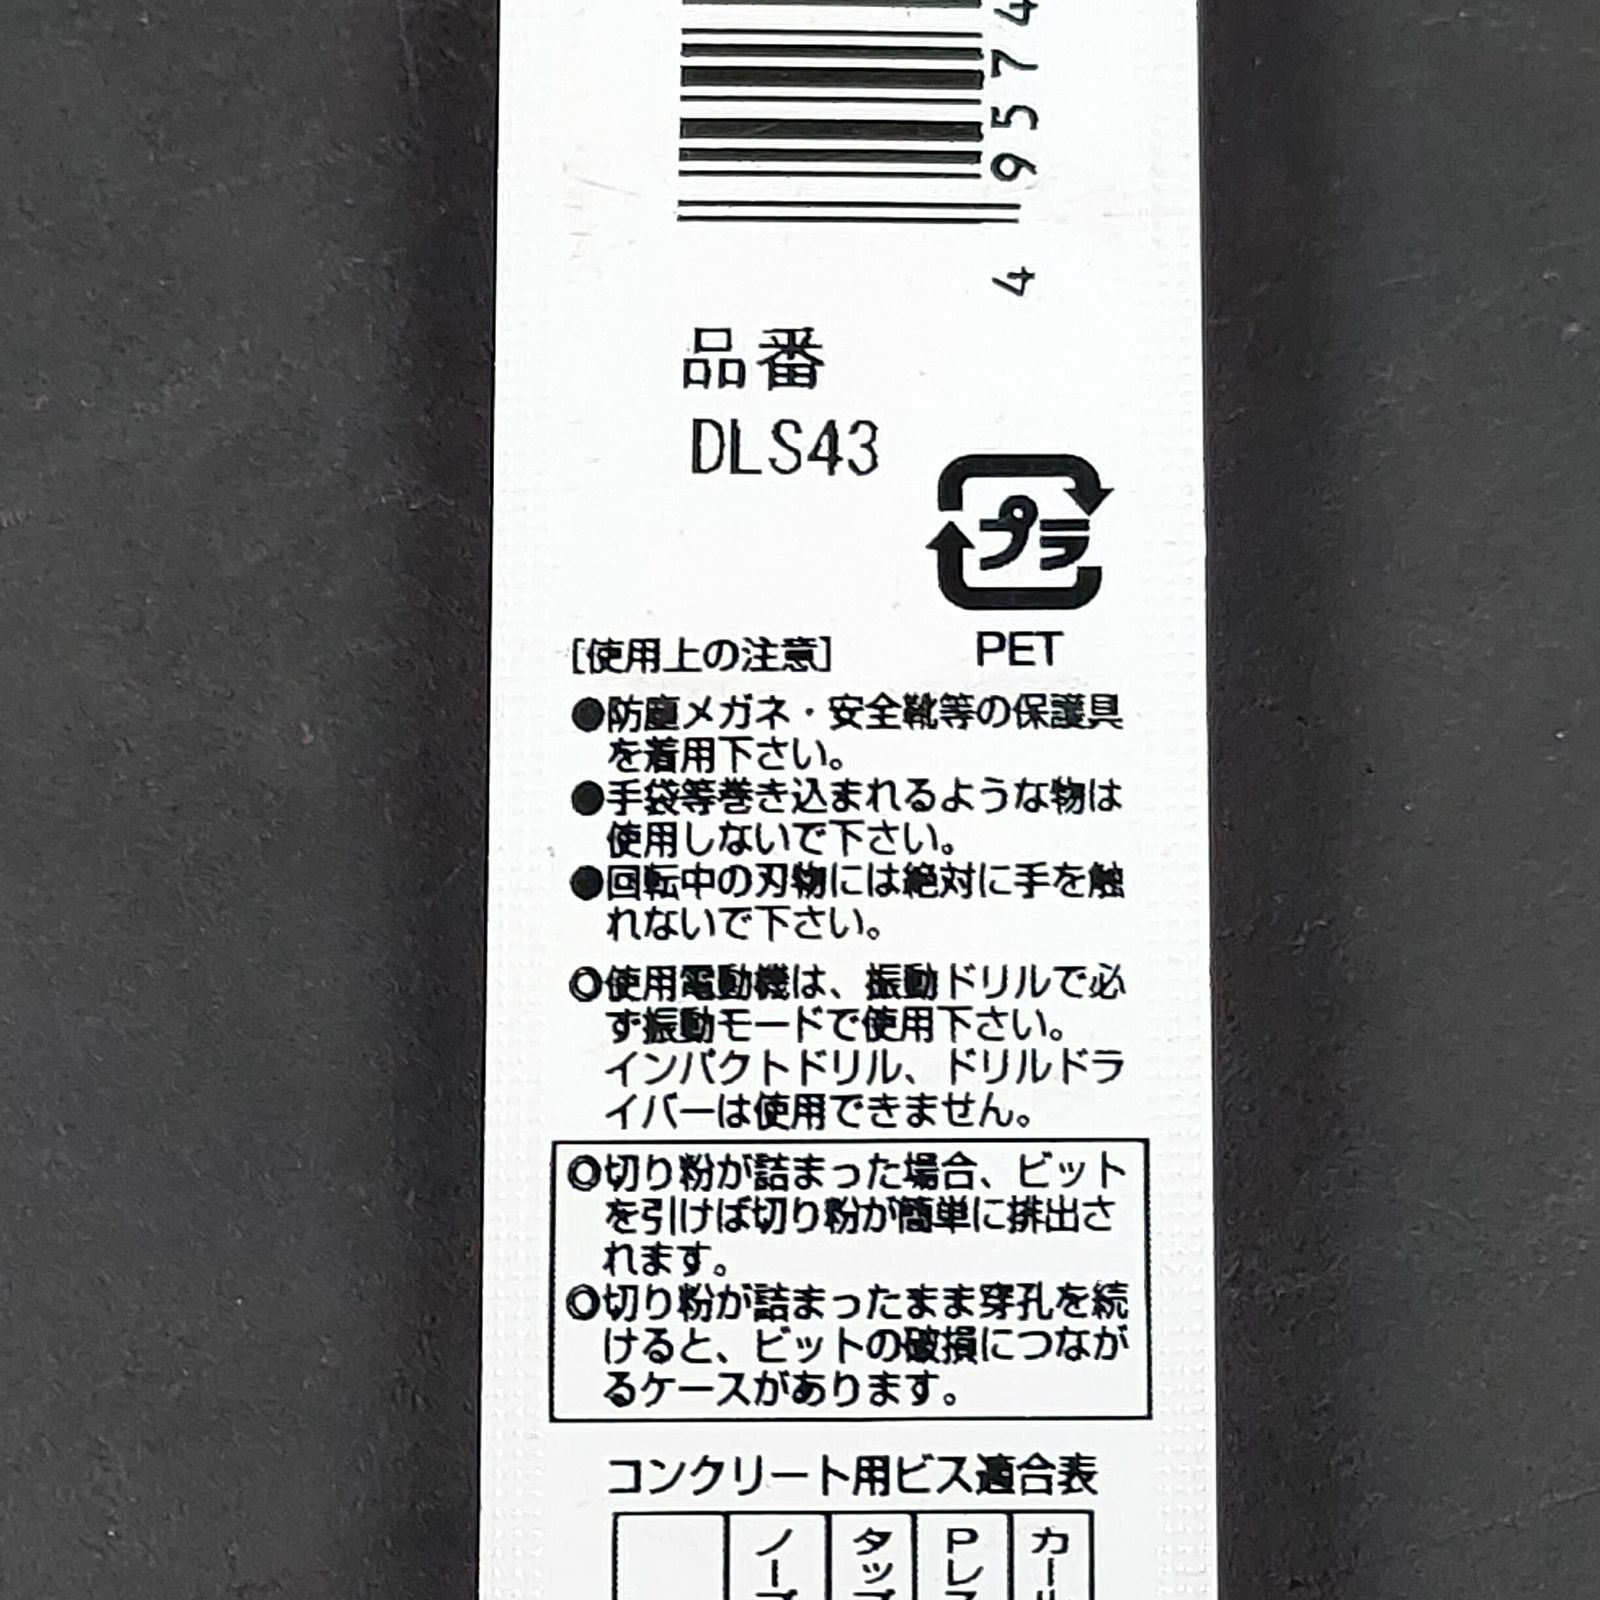 4 9574
品番
DLS43
プラ
PET
[使用上の注意]
●防塵メガネ・安全靴等の保護具
を着用下さい。
●手袋等巻き込まれるような物は
使用しないで下さい。
●回転中の刃物には絶対に手を触
れないで下さい。
◎使用電動機は、振動ドリルで必
ず振動モードで使用下さい。
インパクトドリル、ドリルドラ
イバーは使用できません。
◎切り粉が詰まった場合、ビット
を引けば切り粉が簡単に排出さ
れます。
◎切り粉が詰まったまま穿孔を続
けると、ビットの破損につなが
るケースがあります。
コンクリート用ビス適合表
ノー
タップ
Pレス
カール